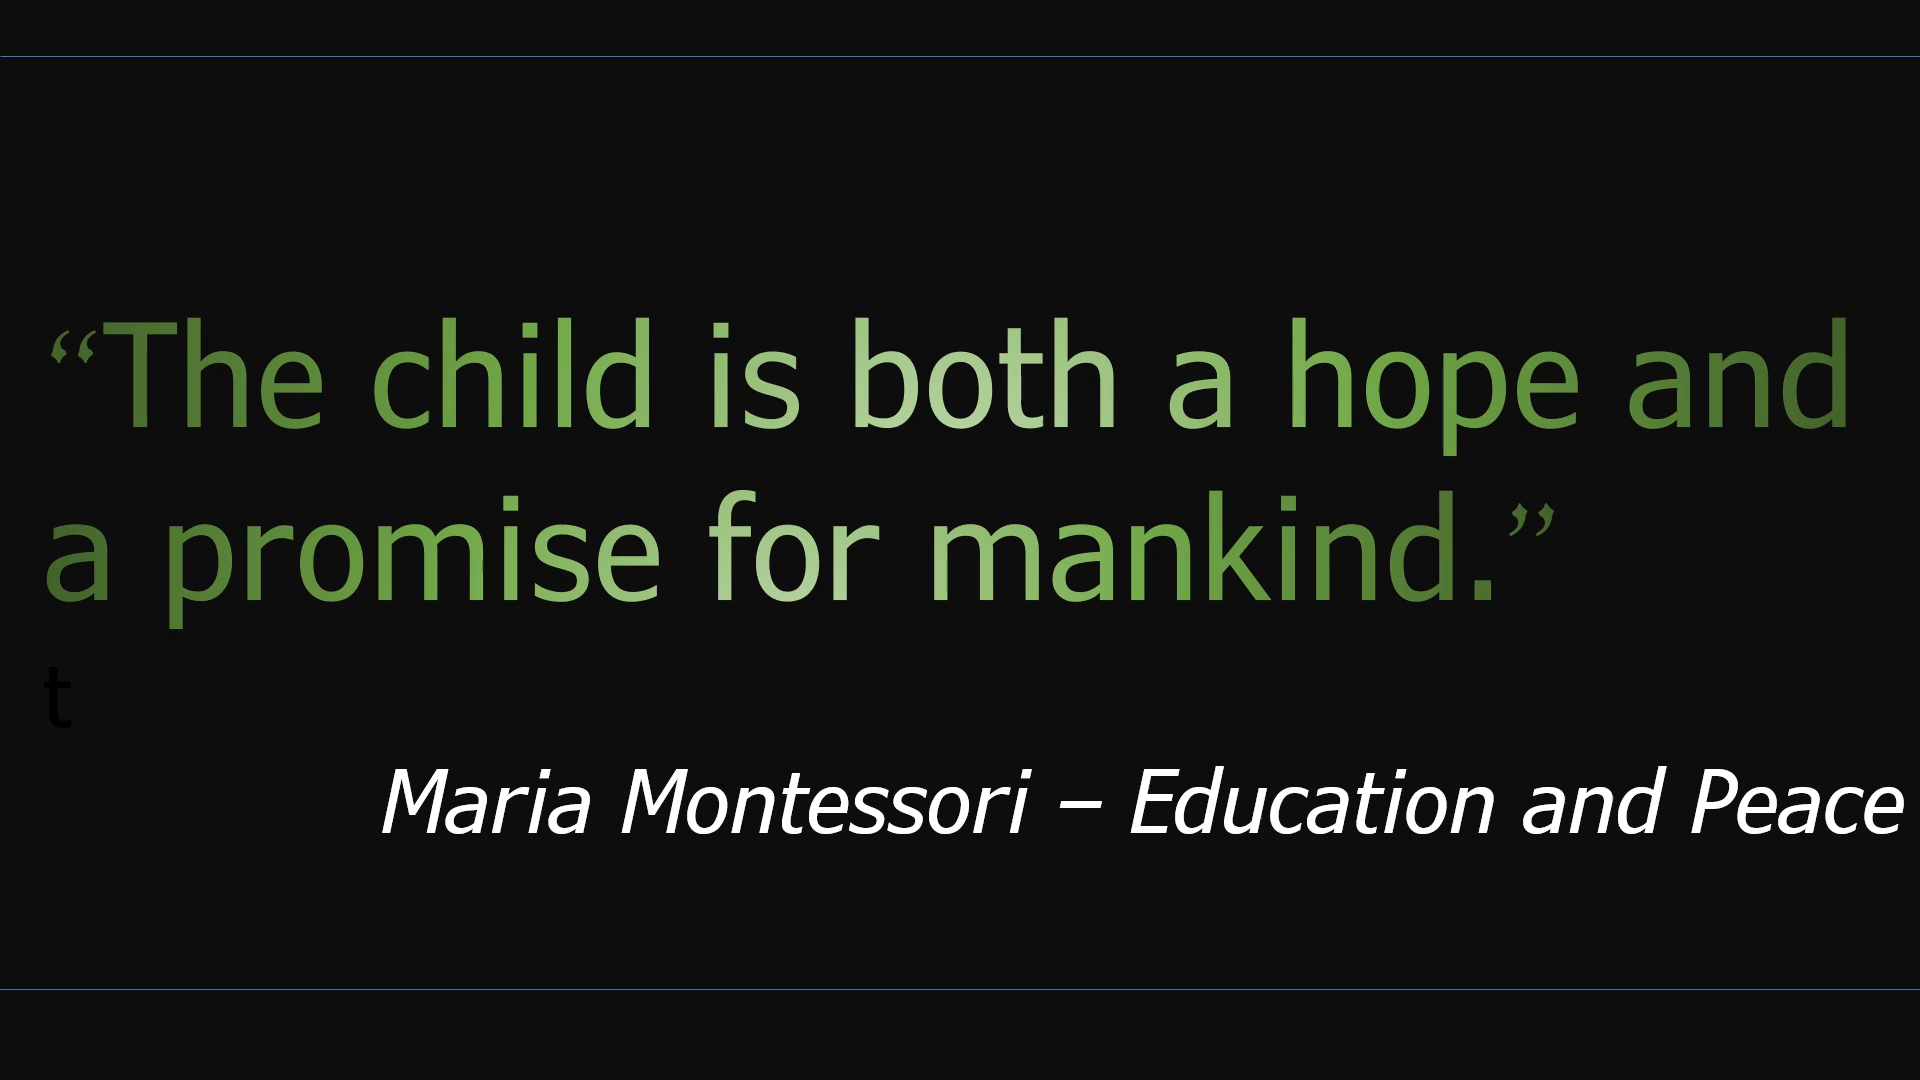 “The child is both a hope and
a promise for mankind.”
t
Maria Montessori – Education and Peace